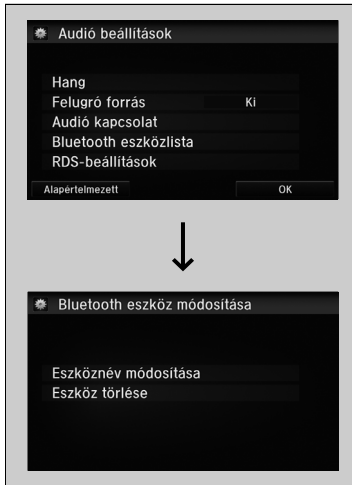 Audió beállítások
Hang
Felugró forrás Ki
Audió kapcsolat
Bluetooth eszközlista
RDS-beállítások
Alapértelmezett OK
Bluetooth eszköz módosítása
Eszköznév módosítása
Eszköz törlése